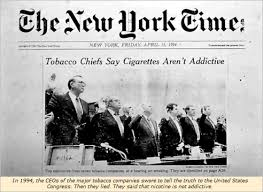 The New York Times
NEW YORK, FRIDAY, APRIL 15, 1994
Tobacco Chiefs Say Cigarettes Aren't Addictive
In 1994, the CEOs of the major tobacco companies swore to tell the truth to the United States
Congress. Then they lied. They said that nicotine is not addictive.